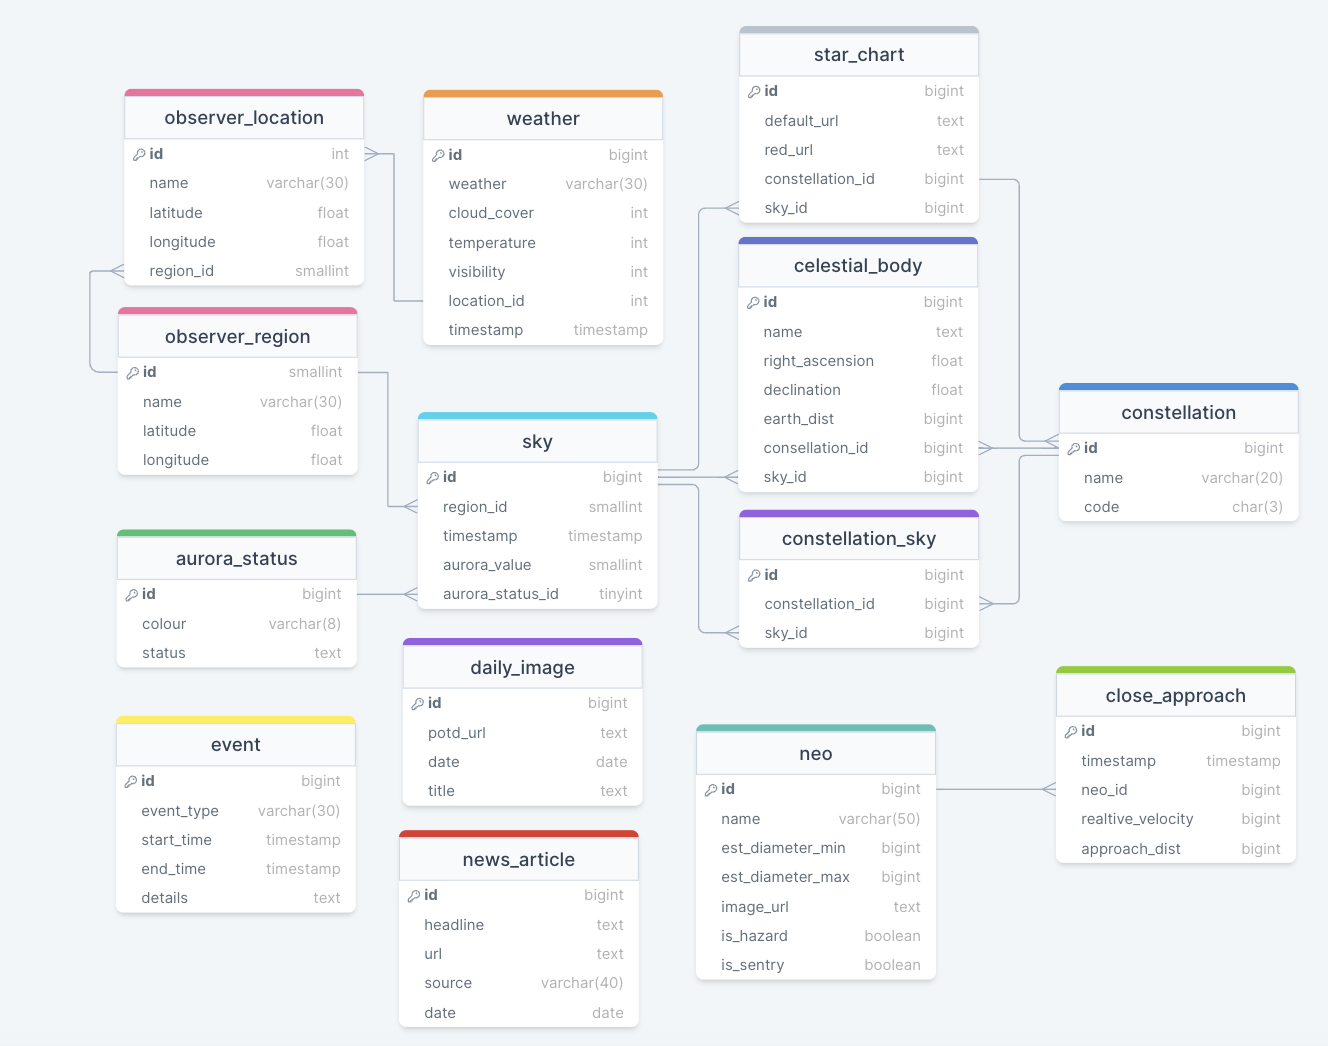 star_chart
id bigint
default_url text
red_url text
constellation_id bigint
sky_id bigint
observer_location
id int
name varchar(30)
latitude float
longitude float
region_id smallint
weather
id bigint
weather varchar(30)
cloud_cover int
temperature int
visibility int
location_id int
timestamp timestamp
celestial_body
id bigint
name text
right_ascension float
declination float
earth_dist bigint
consellation_id bigint
sky_id bigint
observer_region
id smallint
name varchar(30)
latitude float
longitude float
constellation
id bigint
name varchar(20)
code char(3)
sky
id bigint
region_id smallint
timestamp timestamp
aurora_value smallint
aurora_status_id tinyint
constellation_sky
id bigint
constellation_id bigint
sky_id bigint
aurora_status
id bigint
colour varchar(8)
status text
daily_image
id bigint
potd_url text
date date
title text
close_approach
id bigint
timestamp timestamp
neo_id bigint
realtive_velocity bigint
approach_dist bigint
event
id bigint
event_type varchar(30)
start_time timestamp
end_time timestamp
details text
neo
id bigint
name varchar(50)
est_diameter_min bigint
est_diameter_max bigint
image_url text
is_hazard boolean
is_sentry boolean
news_article
id bigint
headline text
url text
source varchar(40)
date date